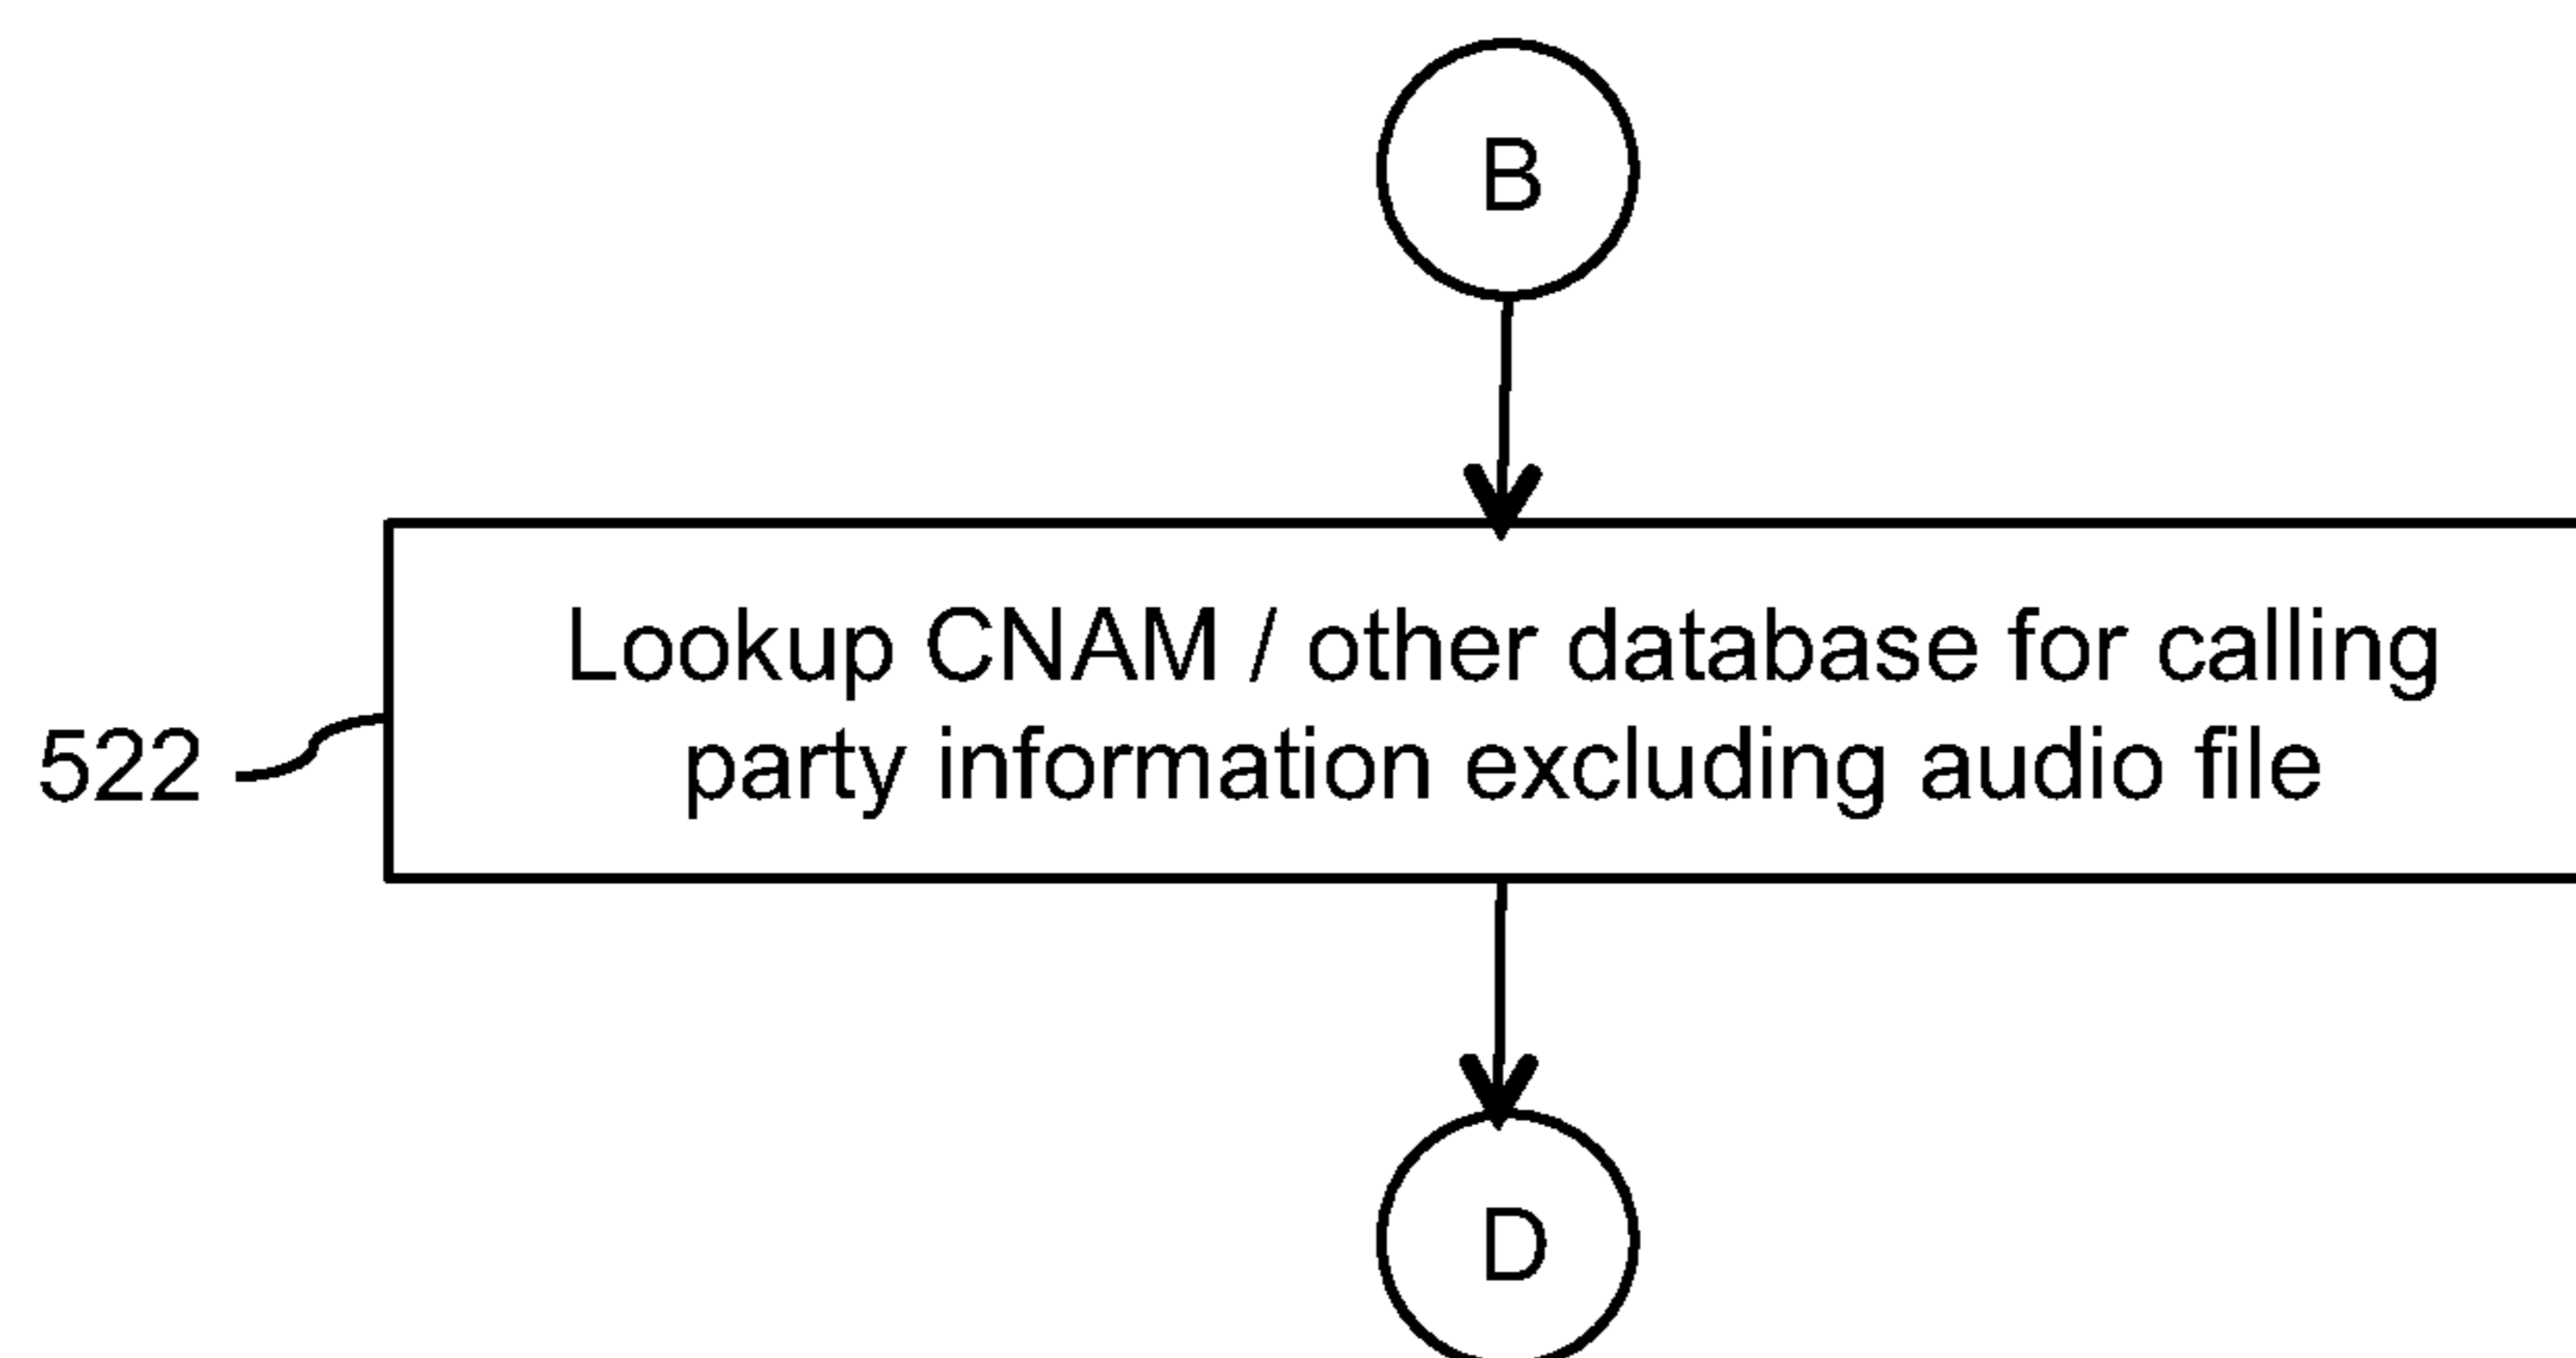 B
Lookup CNAM / other database for calling
party information excluding audio file
522
D